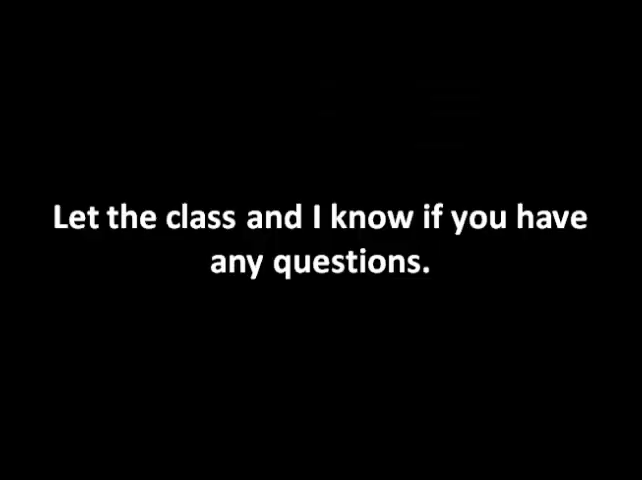 Let the class and I know if you have
any questions.